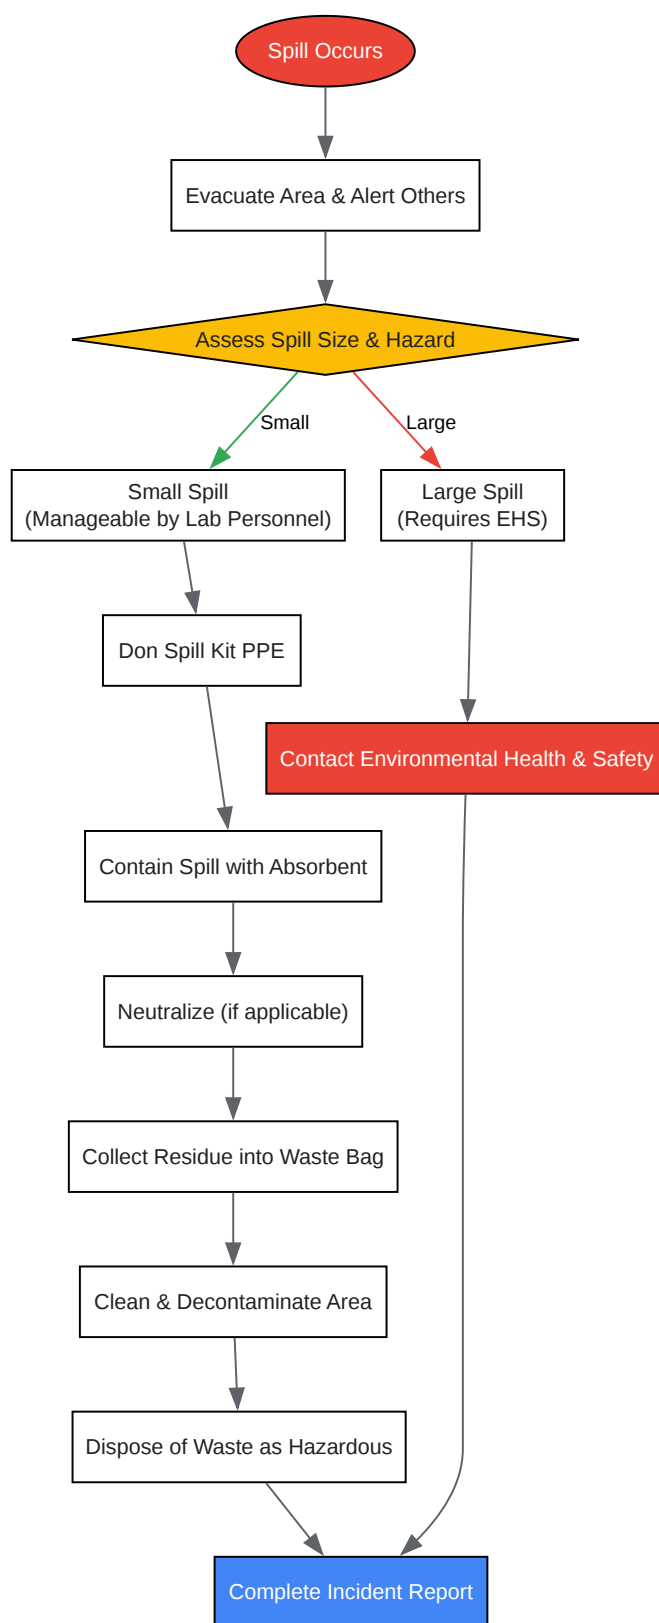 Spill Occurs
Evacuate Area & Alert Others
Assess Spill Size & Hazard
Small
Large
Small Spill
(Manageable by Lab Personnel)
Large Spill
(Requires EHS)
Don Spill Kit PPE
Contact Environmental Health & Safety
Contain Spill with Absorbent
Neutralize (if applicable)
Collect Residue into Waste Bag
Clean & Decontaminate Area
Dispose of Waste as Hazardous
Complete Incident Report